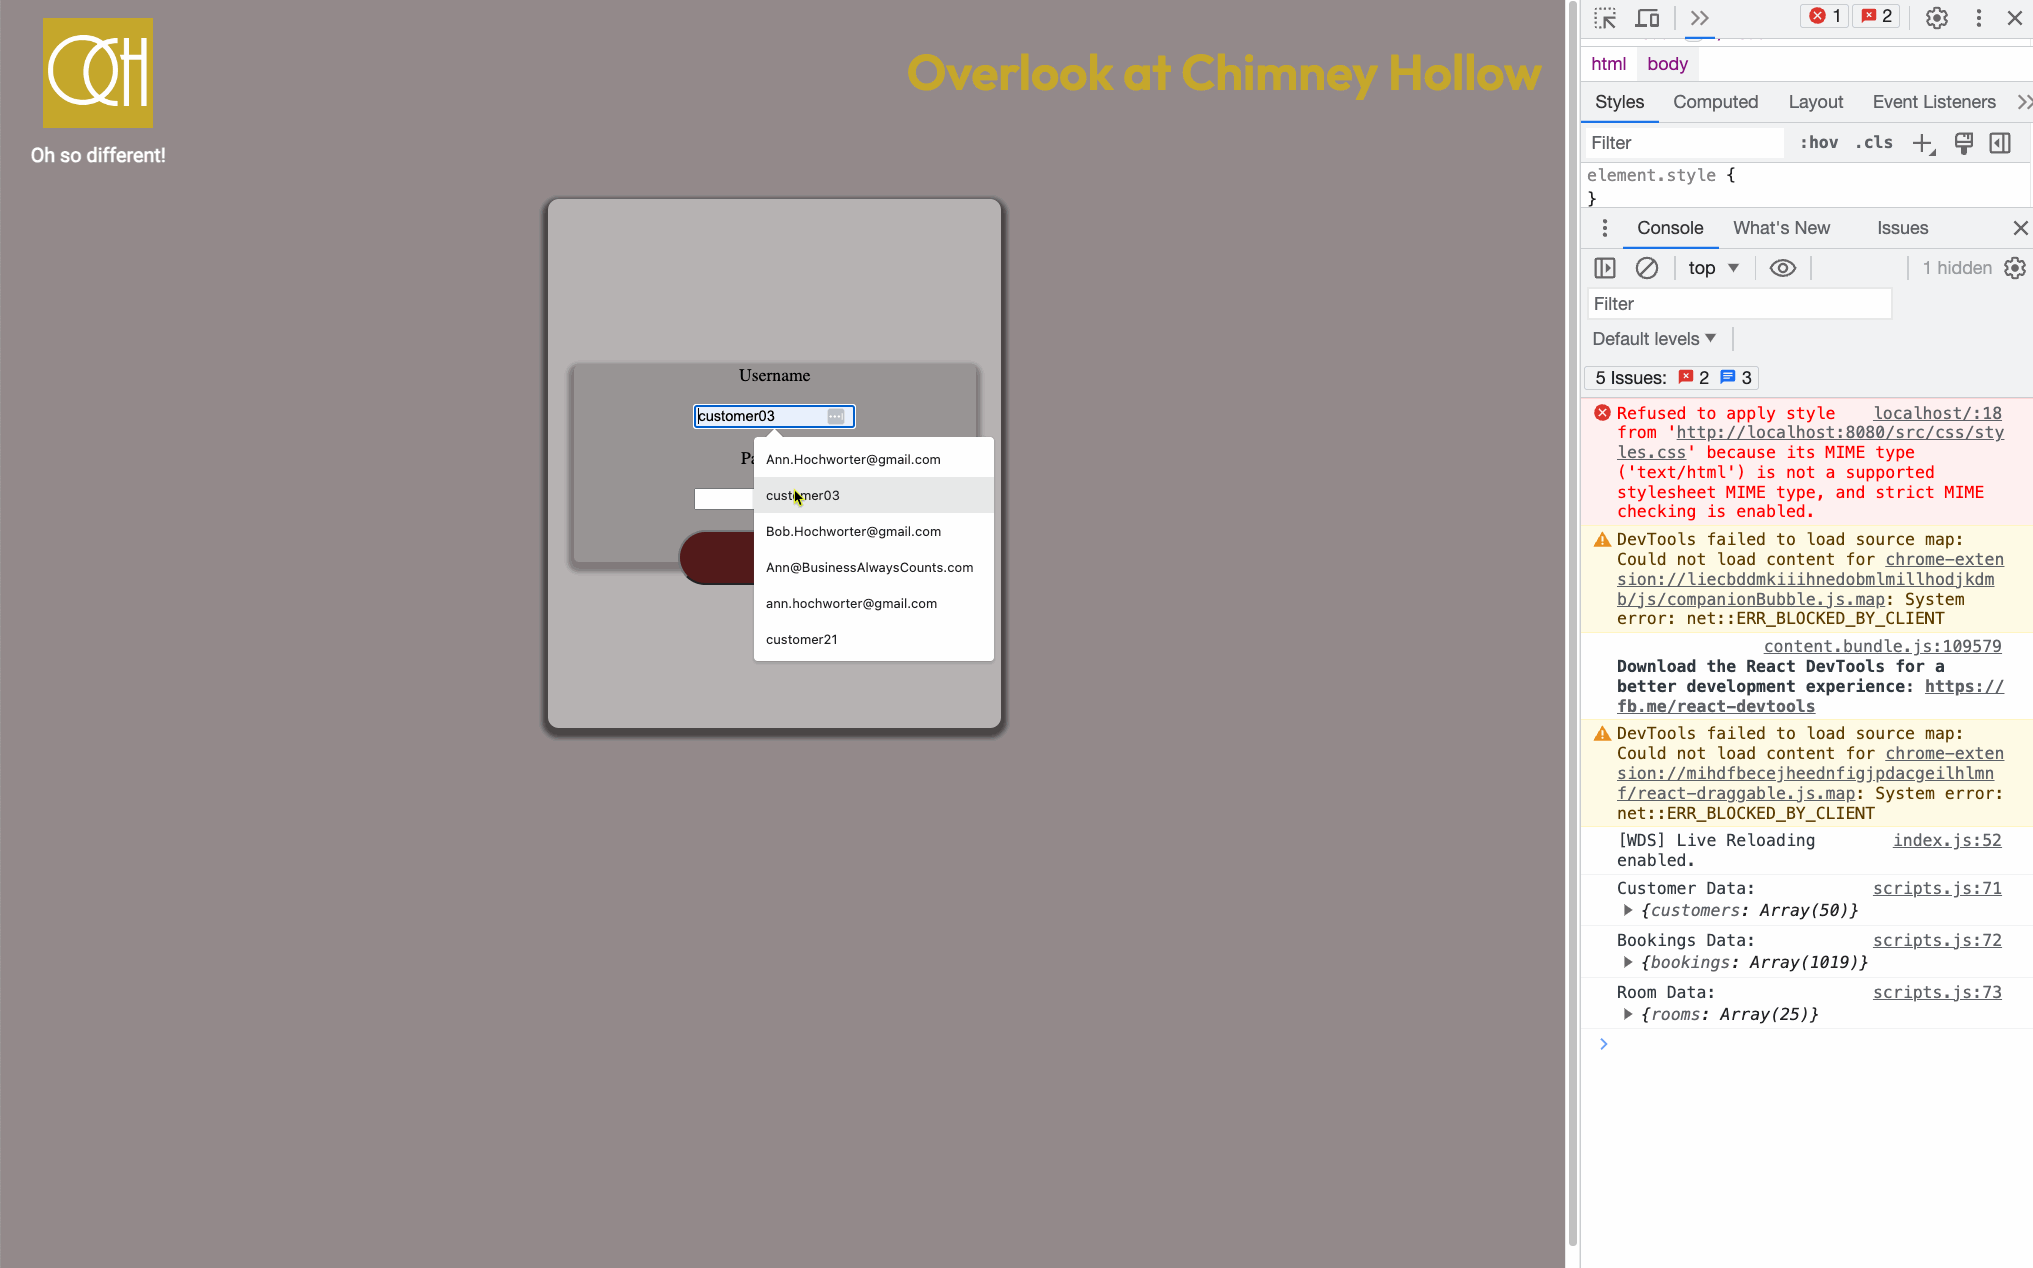 OCH
Oh so different!
Overlook at Chimney Hollow
Username
customer03
Pa
Ann.Hochworter@gmail.com
customer03
Bob.Hochworter@gmail.com
Ann@BusinessAlwaysCounts.com
ann.hochworter@gmail.com
customer21
1
2
html body
Styles Computed Layout Event Listeners
Filter :hov .cls
element.style {
}
Console What's New Issues
top 1 hidden
Filter
Default levels
5 Issues: 2 3
Refused to apply style localhost/:18
from 'http://localhost:8080/src/css/sty
les.css' because its MIME type
('text/html') is not a supported
stylesheet MIME type, and strict MIME
checking is enabled.
DevTools failed to load source map:
Could not load content for chrome-exten
sion://liecbddmkiiihnedobmlmillhodjkdm
b/js/companionBubble.js.map: System
error: net::ERR_BLOCKED_BY_CLIENT
content.bundle.js:109579
Download the React DevTools for a
better development experience: https://
fb.me/react-devtools
DevTools failed to load source map:
Could not load content for chrome-exten
sion://mihdfbecejheednfigjpdacgeilhlmn
f/react-draggable.js.map: System error:
net::ERR_BLOCKED_BY_CLIENT
[WDS] Live Reloading index.js:52
enabled.
Customer Data: scripts.js:71
{customers: Array(50)}
Bookings Data: scripts.js:72
{bookings: Array(1019)}
Room Data: scripts.js:73
{rooms: Array(25)}